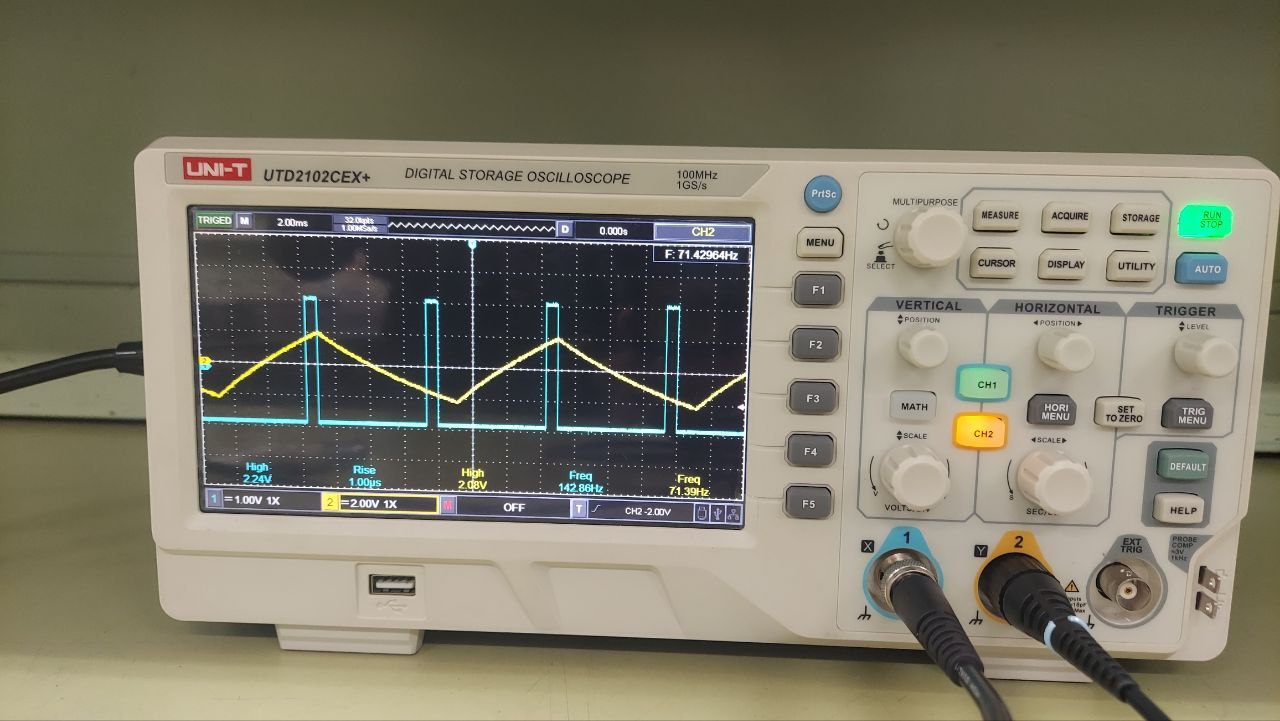 UNI-T UTD2102CEX+ DIGITAL STORAGE OSCILLOSCOPE 100MHz
1GS/s
TRIGED M 2.00ms 32.0kpts
1.00MSa/s
D 0.000s CH2
F: 71.42964Hz
2
High
2.24V
Rise
1.00μs
High
2.08V
Freq
142.86Hz
Freq
71.39Hz
1 1.00V 1X
2 2.00V 1X
M OFF
T CH2 -2.00V
PrtSc
MENU
F1
F2
F3
F4
F5
MULTIPURPOSE
SELECT
MEASURE
ACQUIRE
STORAGE
CURSOR
DISPLAY
UTILITY
RUN
STOP
AUTO
VERTICAL
POSITION
MATH
SCALE
V
CH1
CH2
HORIZONTAL
POSITION
HORI
MENU
SET
TO ZERO
SCALE
S
TRIGGER
LEVEL
TRIG
MENU
DEFAULT
HELP
X
1
Y
2
EXT
TRIG
PROBE
COMP
≈3V
1kHz